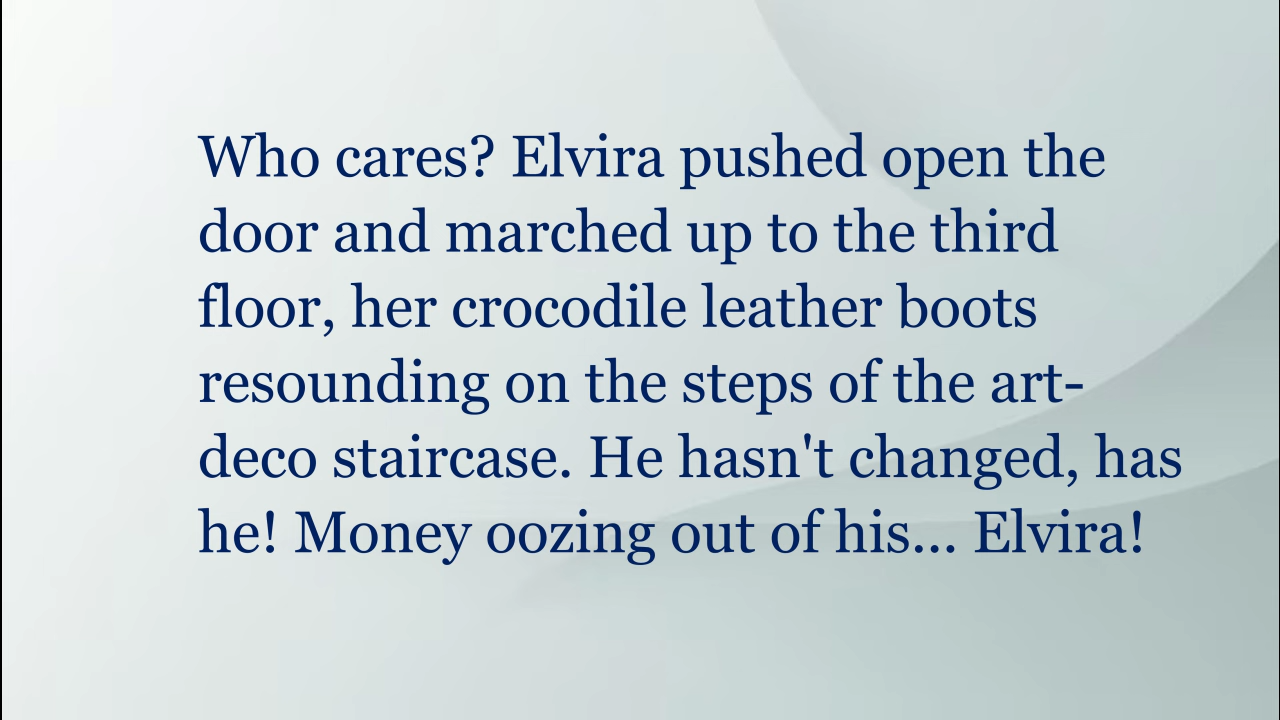 Who cares? Elvira pushed open the
door and marched up to the third
floor, her crocodile leather boots
resounding on the steps of the art-
deco staircase. He hasn't changed, has
he! Money oozing out of his... Elvira!